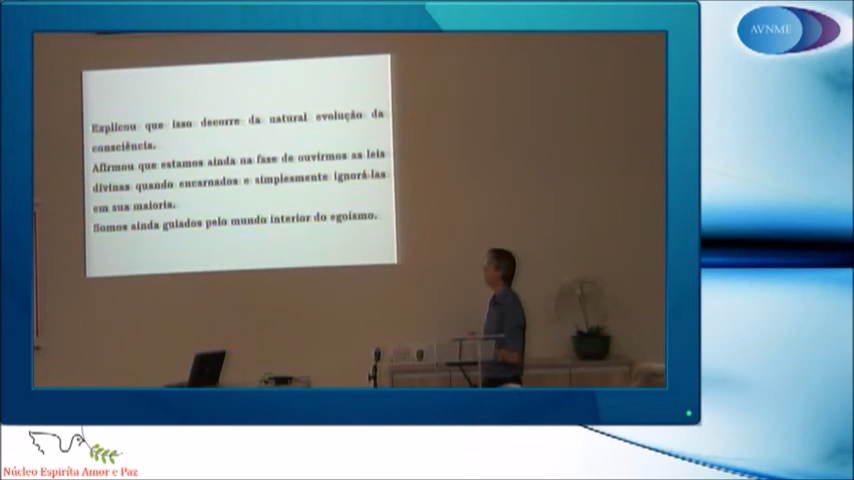 AVNME
Explicou que isso decorre da natural evolução da
consciência.
Afirmou que estamos ainda na fase de ouvirmos as leis
divinas quando encarnados e simplesmente ignorá-las
em sua maioria.
Somos ainda guiados pelo mundo interior do egoísmo.
Núcleo Espiríta Amor e Paz